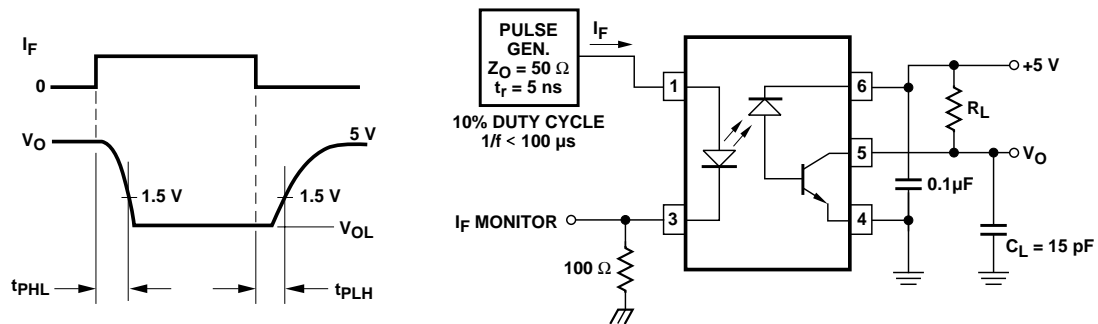 I_F
0
V_O
5 V
1.5 V
1.5 V
V_OL
t_PHL
t_PLH
PULSE
GEN.
Z_O = 50 Ω
t_r = 5 ns
I_F
10% DUTY CYCLE
1/f < 100 µs
I_F MONITOR
100 Ω
1
3
6
5
4
+5 V
R_L
V_O
0.1µF
C_L = 15 pF